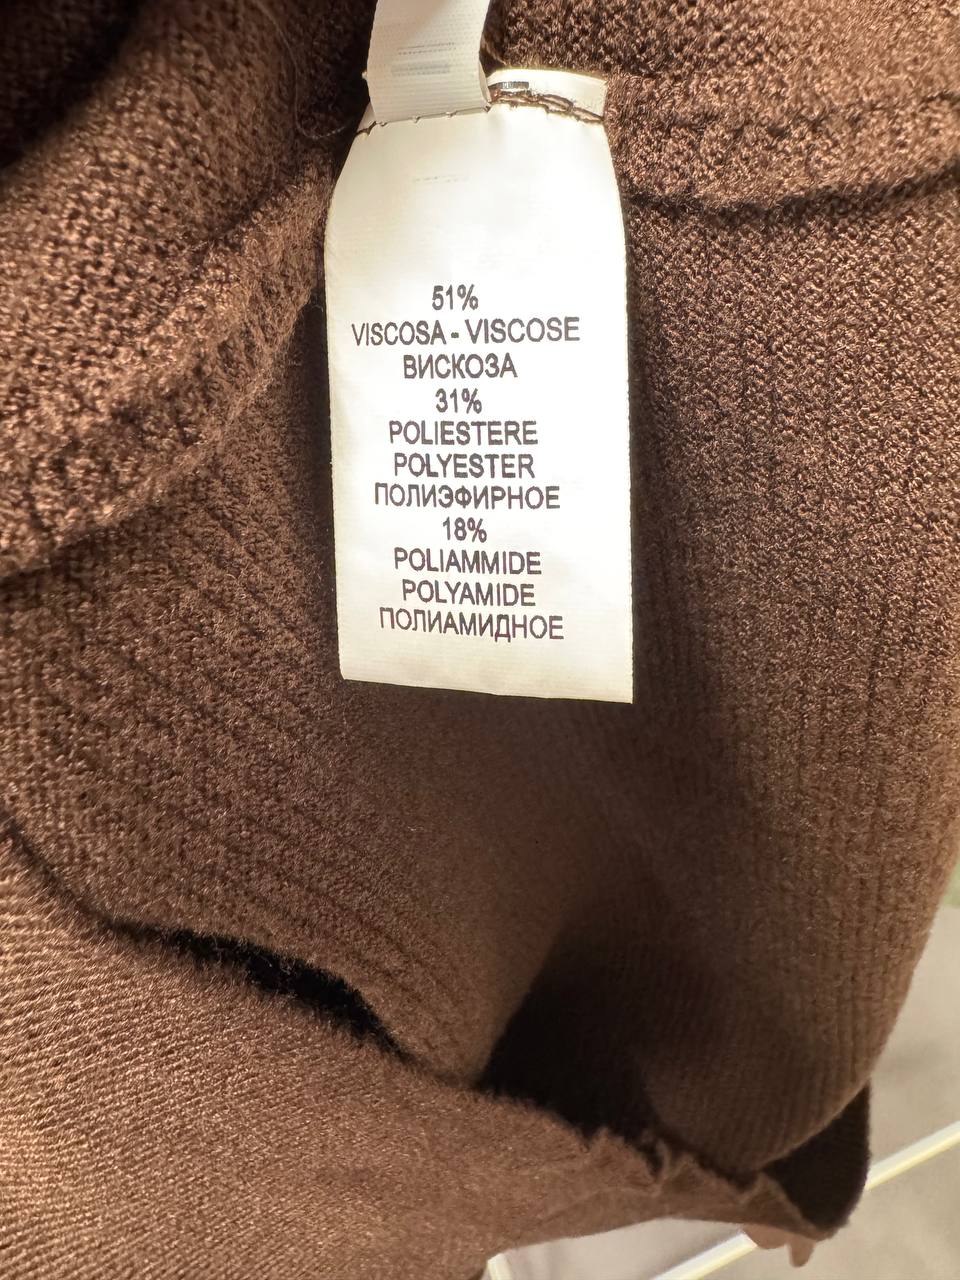 51%
VISCOSA - VISCOSE
ВИСКОЗА
31%
POLIESTERE
POLYESTER
ПОЛИЭФИРНОЕ
18%
POLIAMMIDE
POLYAMIDE
ПОЛИАМИДНОЕ